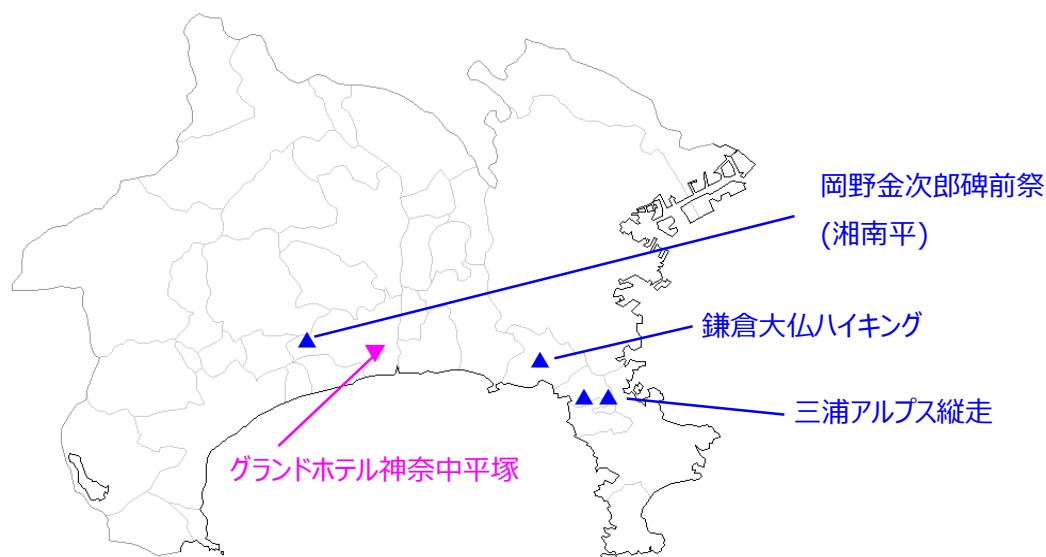 岡野金次郎碑前祭
(湘南平)
鎌倉大仏ハイキング
三浦アルプス縦走
グランドホテル神奈中平塚